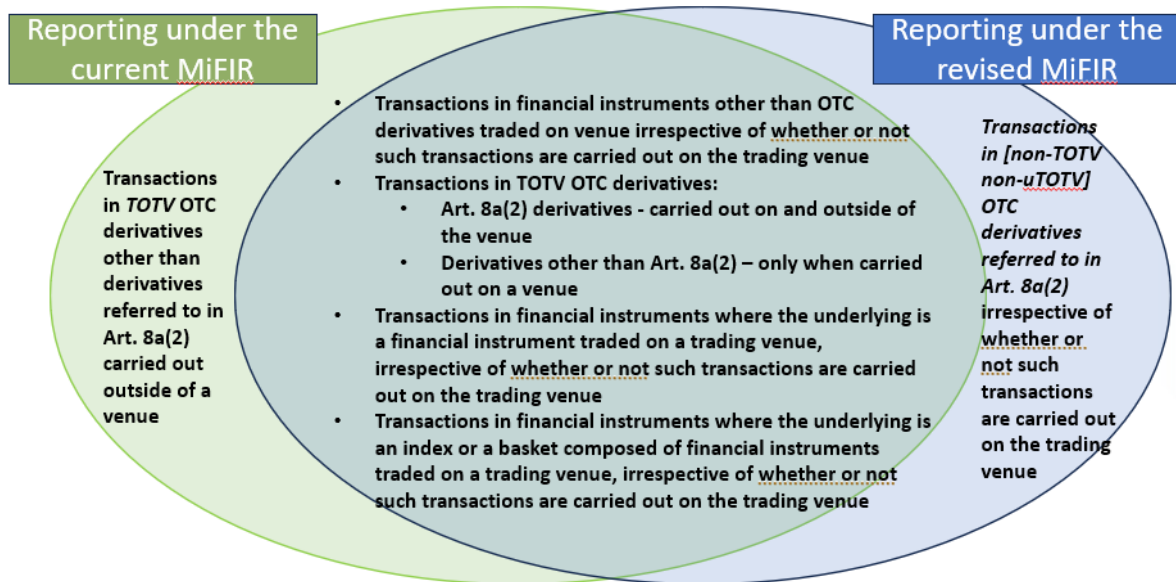 Reporting under the
current MiFIR
Reporting under the
revised MiFIR
Transactions
in TOTV OTC
derivatives
other than
derivatives
referred to in
Art. 8a(2)
carried out
outside of a
venue
• Transactions in financial instruments other than OTC
derivatives traded on venue irrespective of whether or not
such transactions are carried out on the trading venue
• Transactions in TOTV OTC derivatives:
• Art. 8a(2) derivatives - carried out on and outside of
the venue
• Derivatives other than Art. 8a(2) – only when carried
out on a venue
• Transactions in financial instruments where the underlying is
a financial instrument traded on a trading venue,
irrespective of whether or not such transactions are carried
out on the trading venue
• Transactions in financial instruments where the underlying is
an index or a basket composed of financial instruments
traded on a trading venue, irrespective of whether or not
such transactions are carried out on the trading venue
Transactions
in [non-TOTV
non-uTOTV]
OTC
derivatives
referred to in
Art. 8a(2)
irrespective of
whether or
not such
transactions
are carried out
on the trading
venue